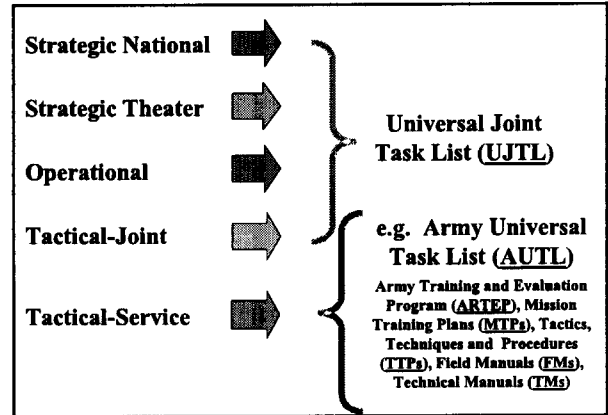 Strategic National
Strategic Theater
Operational
Tactical-Joint
Tactical-Service
Universal Joint
Task List (UJTL)
e.g. Army Universal
Task List (AUTL)
Army Training and Evaluation
Program (ARTEP), Mission
Training Plans (MTPs), Tactics,
Techniques and Procedures
(TTPs), Field Manuals (FMs),
Technical Manuals (TMs)